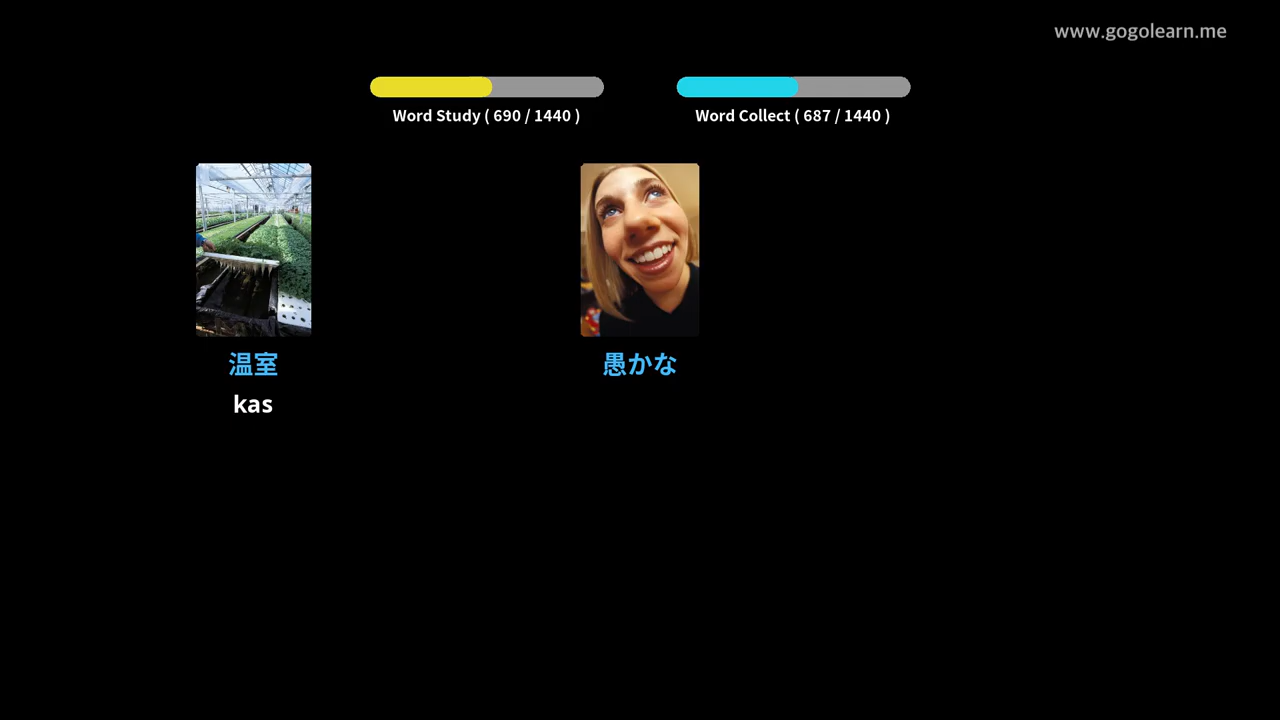 www.gogolearn.me
Word Study ( 690 / 1440 )
Word Collect ( 687 / 1440 )
温室
愚かな
kas